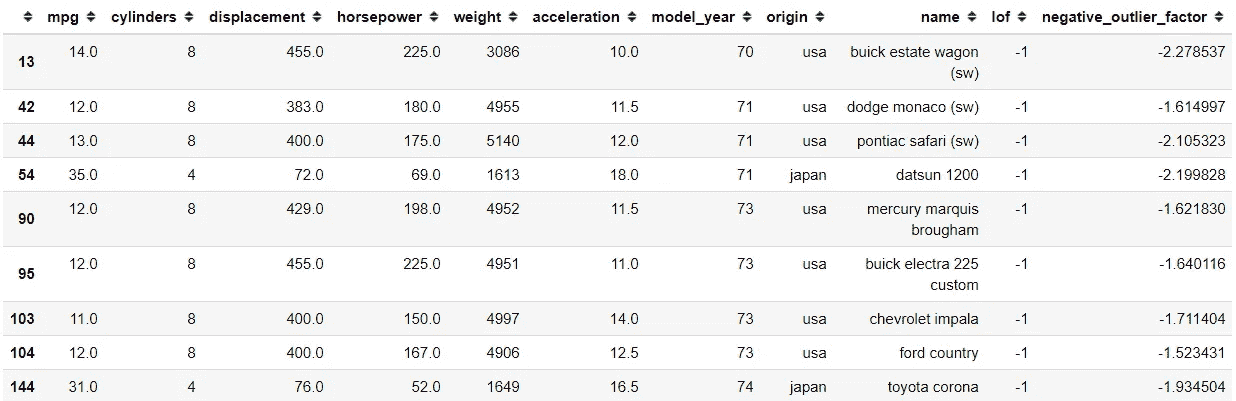 mpg cylinders displacement horsepower weight acceleration model_year origin name lof negative_outlier_factor
13 14.0 8 455.0 225.0 3086 10.0 70 usa buick estate wagon (sw) -1 -2.278537
42 12.0 8 383.0 180.0 4955 11.5 71 usa dodge monaco (sw) -1 -1.614997
44 13.0 8 400.0 175.0 5140 12.0 71 usa pontiac safari (sw) -1 -2.105323
54 35.0 4 72.0 69.0 1613 18.0 71 japan datsun 1200 -1 -2.199828
90 12.0 8 429.0 198.0 4952 11.5 73 usa mercury marquis brougham -1 -1.621830
95 12.0 8 455.0 225.0 4951 11.0 73 usa buick electra 225 custom -1 -1.640116
103 11.0 8 400.0 150.0 4997 14.0 73 usa chevrolet impala -1 -1.711404
104 12.0 8 400.0 167.0 4906 12.5 73 usa ford country -1 -1.523431
144 31.0 4 76.0 52.0 1649 16.5 74 japan toyota corona -1 -1.934504